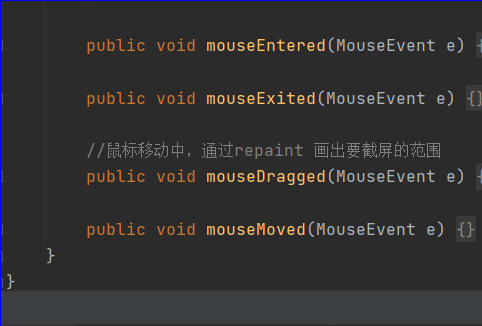 public void mouseEntered(MouseEvent e) {
public void mouseExited(MouseEvent e) {}
//鼠标移动中，通过repaint 画出要截屏的范围
public void mouseDragged(MouseEvent e) {
public void mouseMoved(MouseEvent e) {}
}
}